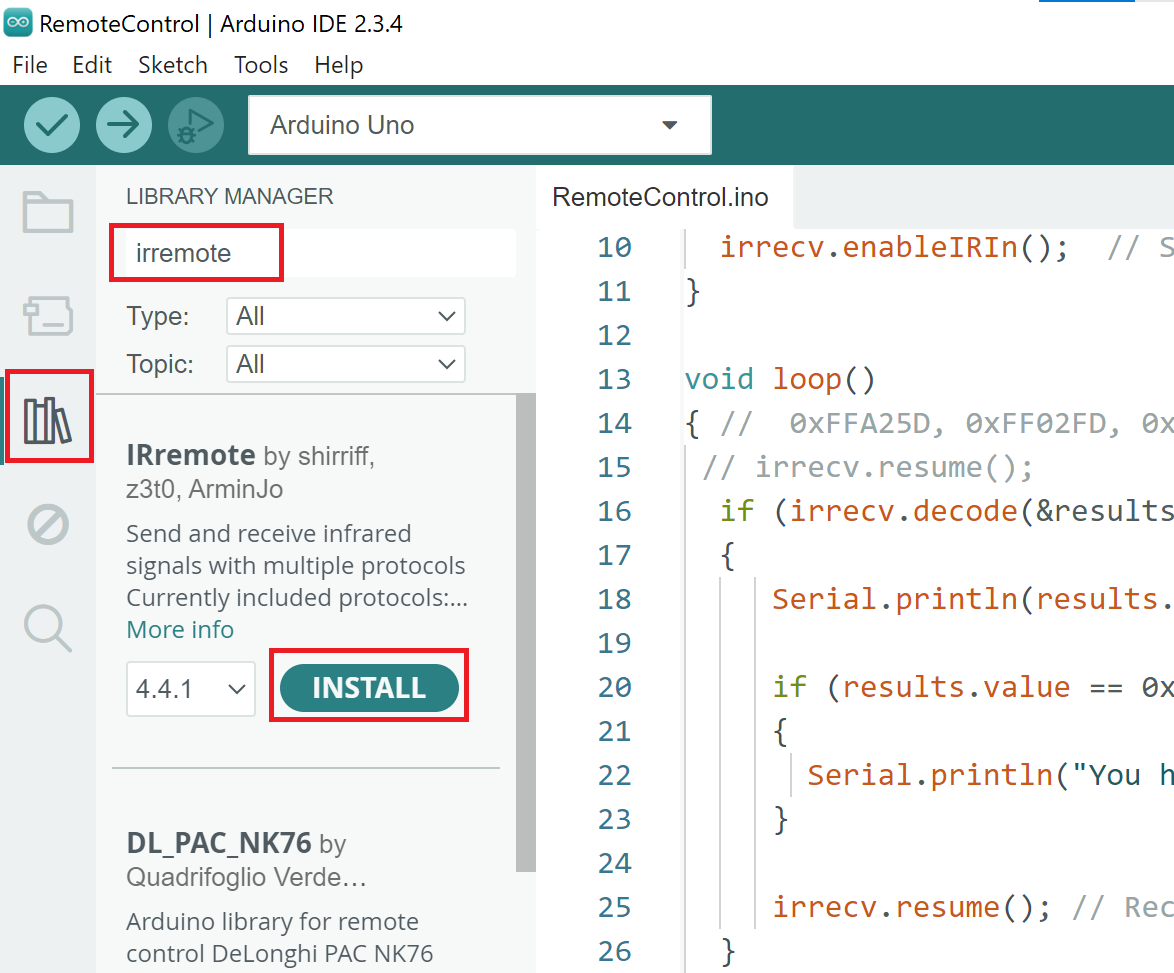 RemoteControl | Arduino IDE 2.3.4
File Edit Sketch Tools Help
Arduino Uno
LIBRARY MANAGER
irremote
Type: All
Topic: All
IRremote by shirriff,
z3t0, ArminJo
Send and receive infrared
signals with multiple protocols
Currently included protocols:...
More info
4.4.1 INSTALL
DL_PAC_NK76 by
Quadrifoglio Verde...
Arduino library for remote
control DeLonghi PAC NK76
RemoteControl.ino
10 irrecv.enableIRIn(); // S
11 }
12
13 void loop()
14 { // 0xFFA25D, 0xFF02FD, 0x
15 // irrecv.resume();
16 if (irrecv.decode(&results
17 {
18 Serial.println(results.
19
20 if (results.value == 0x
21 {
22 Serial.println("You h
23 }
24
25 irrecv.resume(); // Rec
26 }